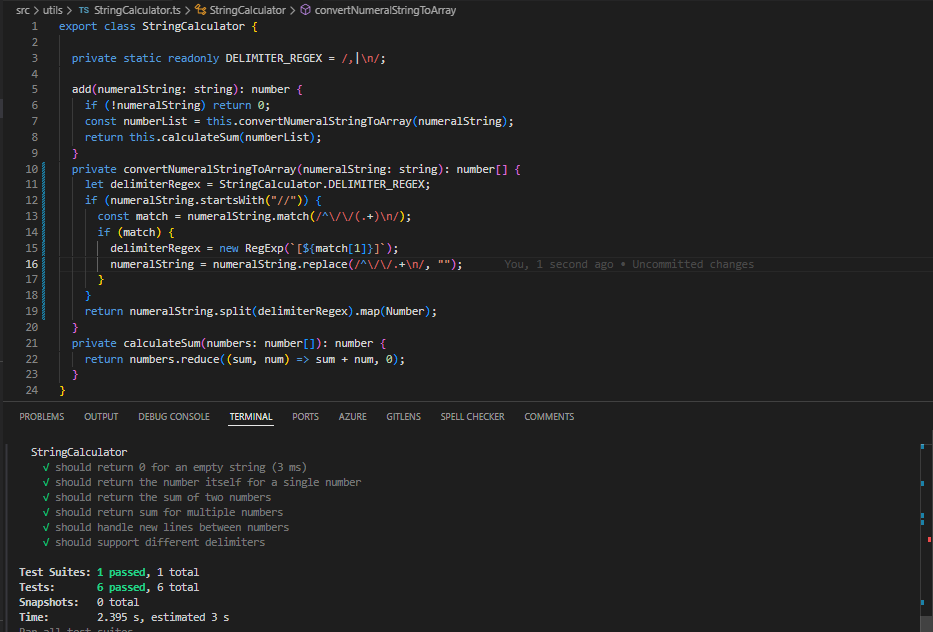 src > utils > TS StringCalculator.ts > StringCalculator > convertNumeralStringToArray
1 export class StringCalculator {
2
3 private static readonly DELIMITER_REGEX = /,|\n/;
4
5 add(numeralString: string): number {
6 if (!numeralString) return 0;
7 const numberList = this.convertNumeralStringToArray(numeralString);
8 return this.calculateSum(numberList);
9 }
10 private convertNumeralStringToArray(numeralString: string): number[] {
11 let delimiterRegex = StringCalculator.DELIMITER_REGEX;
12 if (numeralString.startsWith("//")) {
13 const match = numeralString.match(/^\/\/(.+)\n/);
14 if (match) {
15 delimiterRegex = new RegExp(`[${match[1]}]`);
16 numeralString = numeralString.replace(/^\/\/.+\n/, ""); You, 1 second ago • Uncommitted changes
17 }
18 }
19 return numeralString.split(delimiterRegex).map(Number);
20 }
21 private calculateSum(numbers: number[]): number {
22 return numbers.reduce((sum, num) => sum + num, 0);
23 }
24 }
PROBLEMS OUTPUT DEBUG CONSOLE TERMINAL PORTS AZURE GITLENS SPELL CHECKER COMMENTS
StringCalculator
√ should return 0 for an empty string (3 ms)
√ should return the number itself for a single number
√ should return the sum of two numbers
√ should return sum for multiple numbers
√ should handle new lines between numbers
√ should support different delimiters
Test Suites: 1 passed, 1 total
Tests: 6 passed, 6 total
Snapshots: 0 total
Time: 2.395 s, estimated 3 s
Ran all test suites